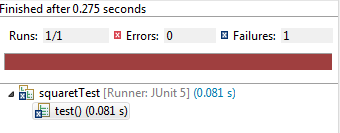 Finished after 0.275 seconds
Runs: 1/1 Errors: 0 Failures: 1
squaretTest [Runner: JUnit 5] (0.081 s)
test() (0.081 s)